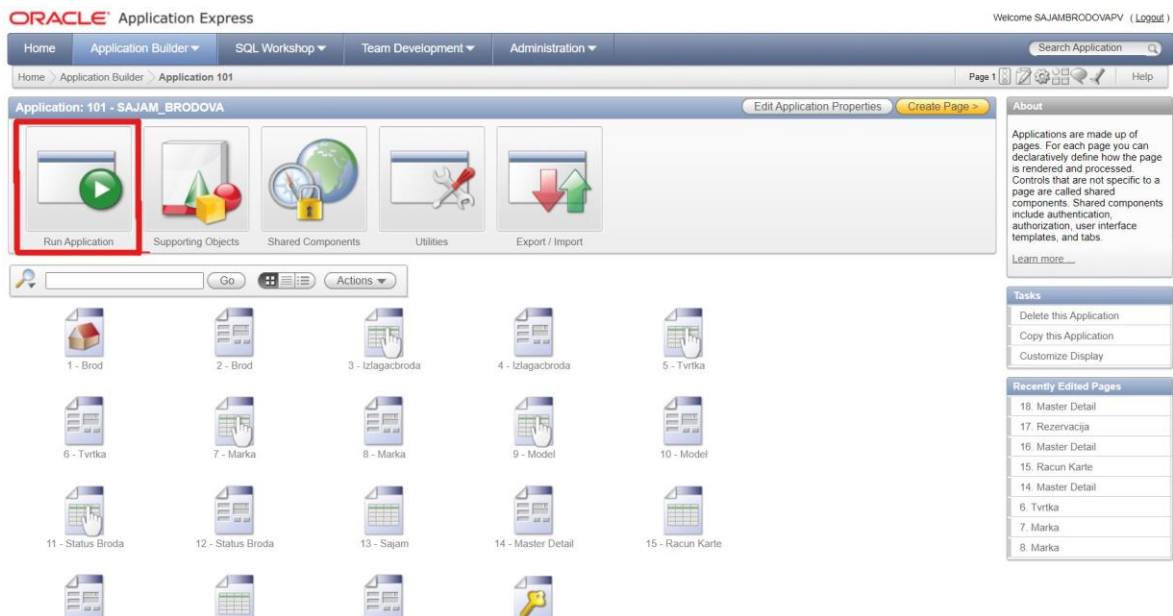 ORACLE Application Express
Welcome SAJAMBRODOVAPV ( Logout )
Home Application Builder SQL Workshop Team Development Administration
Search Application
Home Application Builder Application 101
Page 1 Help
Application: 101 - SAJAM_BRODOVA
Edit Application Properties Create Page >
Run Application Supporting Objects Shared Components Utilities Export / Import
Go Actions
1 - Brod 2 - Brod 3 - Izlagacbroda 4 - Izlagacbroda 5 - Tvrtka
6 - Tvrtka 7 - Marka 8 - Marka 9 - Model 10 - Model
11 - Status Broda 12 - Status Broda 13 - Sajam 14 - Master Detail 15 - Racun Karte
About
Applications are made up of
pages. For each page you can
declaratively define how the page
is rendered and processed.
Controls that are not specific to a
page are called shared
components. Shared components
include authentication,
authorization, user interface
templates, and tabs.
Learn more ...
Tasks
Delete this Application
Copy this Application
Customize Display
Recently Edited Pages
18. Master Detail
17. Rezervacija
16. Master Detail
15. Racun Karte
14. Master Detail
6. Tvrtka
7. Marka
8. Marka